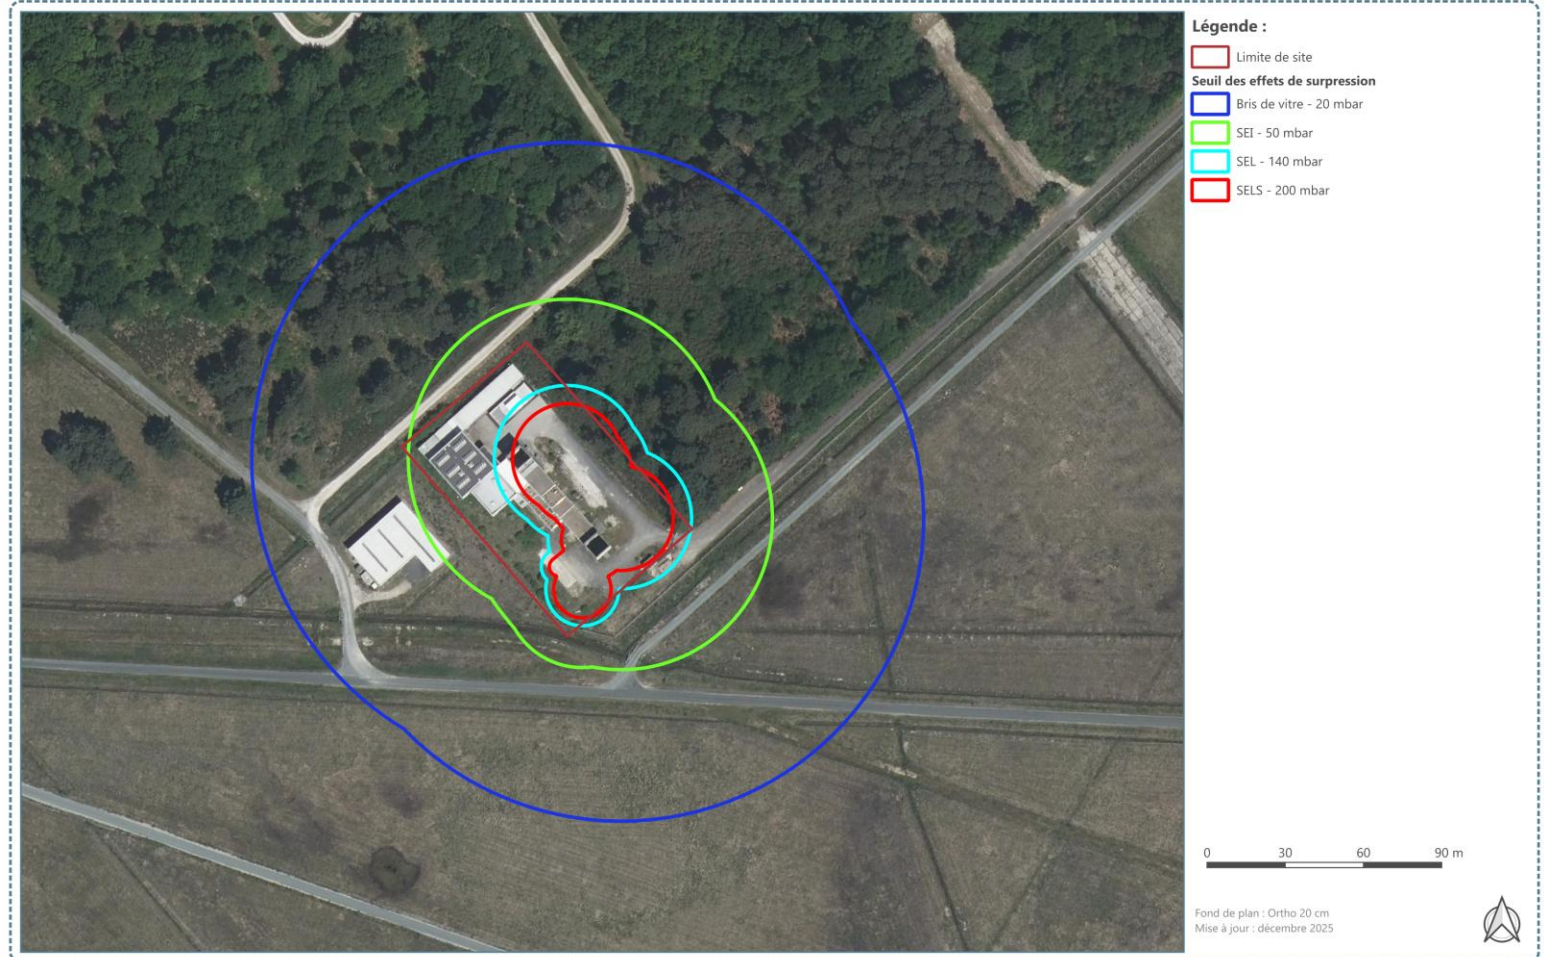 Légende :
Limite de site
Seuil des effets de surpression
Bris de vitre - 20 mbar
SEI - 50 mbar
SEL - 140 mbar
SELS - 200 mbar
0 30 60 90 m
Fond de plan : Ortho 20 cm
Mise à jour : décembre 2025